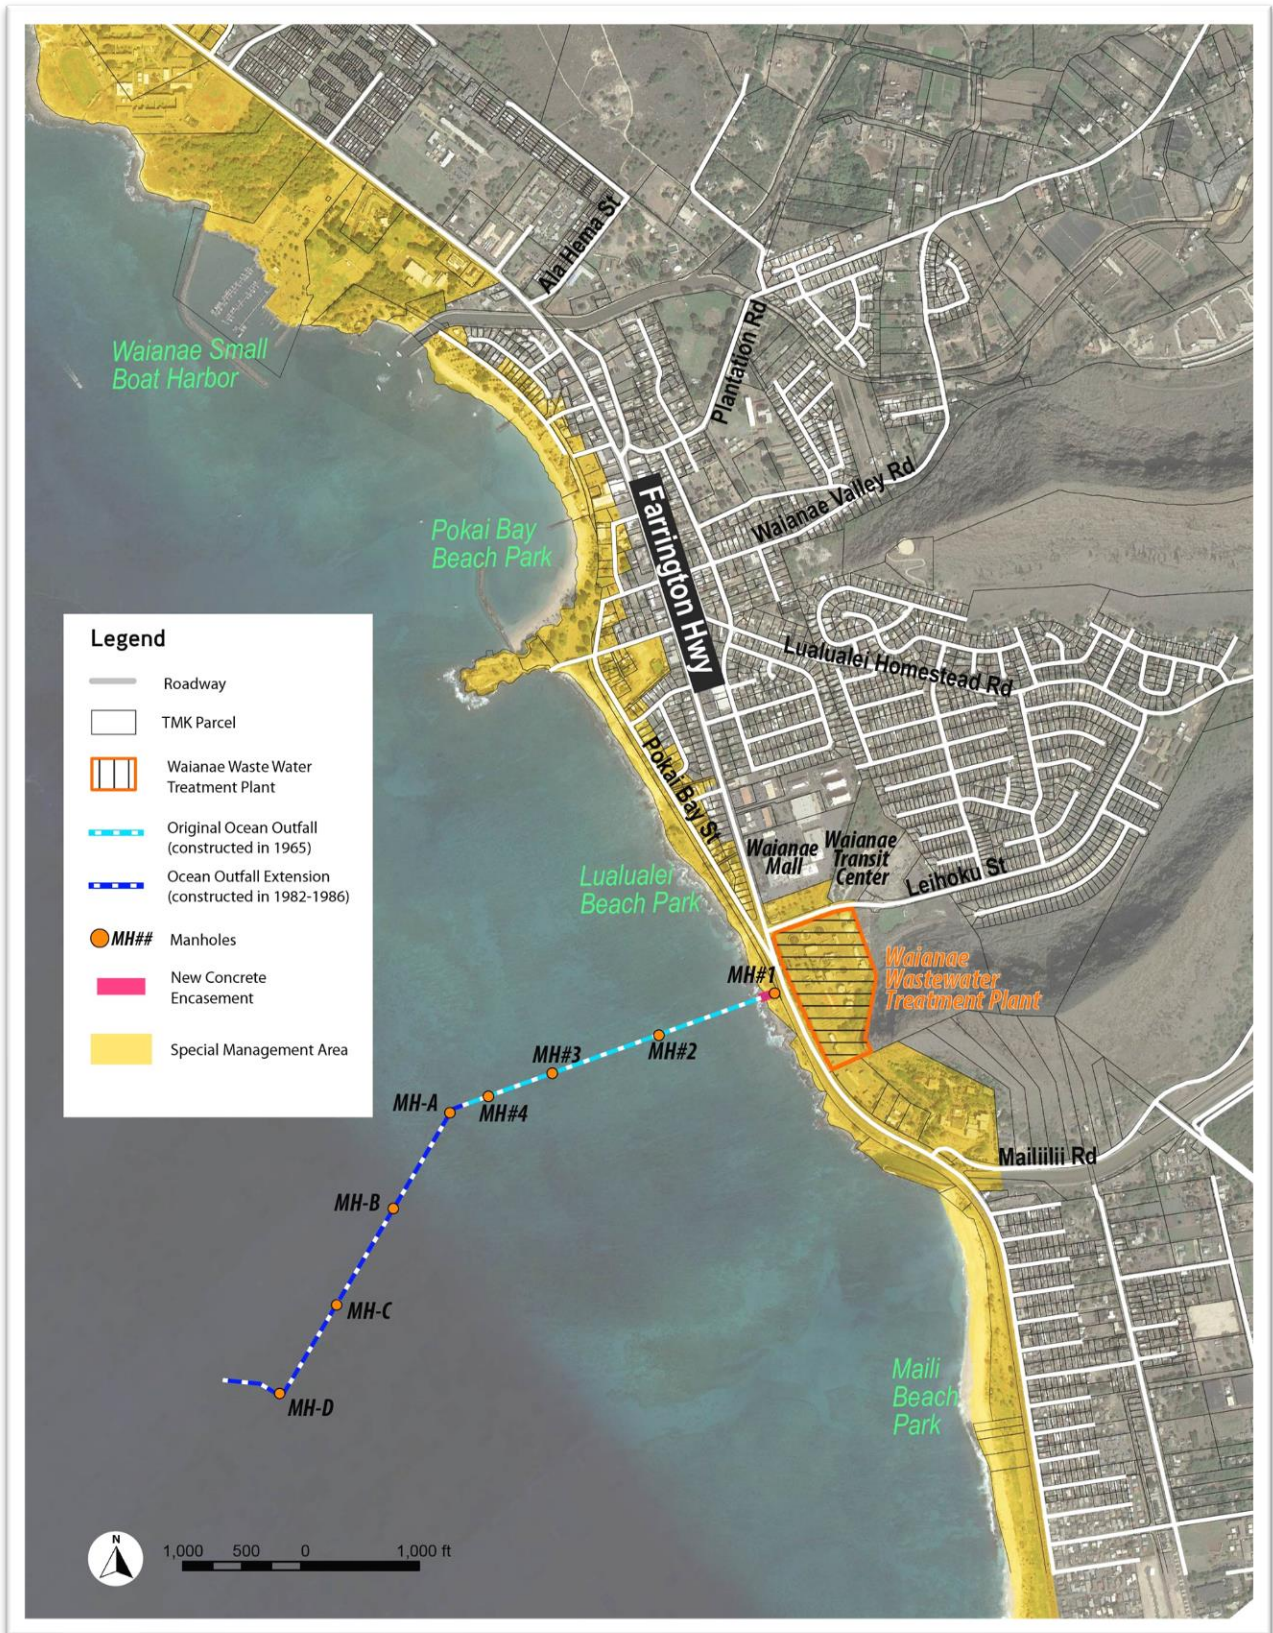 Ala Hema St
Plantation Rd
Waianae Small
Boat Harbor
Farrington Hwy
Waianae Valley Rd
Pokai Bay
Beach Park
Lualualei Homestead Rd
Legend
Roadway
TMK Parcel
Waianae Waste Water
Treatment Plant
Original Ocean Outfall
(constructed in 1965)
Ocean Outfall Extension
(constructed in 1982-1986)
MH##
Manholes
New Concrete
Encasement
Special Management Area
Pokai Bay St
Waianae
Mall
Waianae
Transit
Center
Leihoku St
Lualualei
Beach Park
Waianae
Wastewater
Treatment Plant
MH#1
MH#2
MH#3
MH#4
MH-A
MH-B
MH-C
MH-D
Mailiilii Rd
Maili
Beach
Park
N
1,000 500 0 1,000 ft